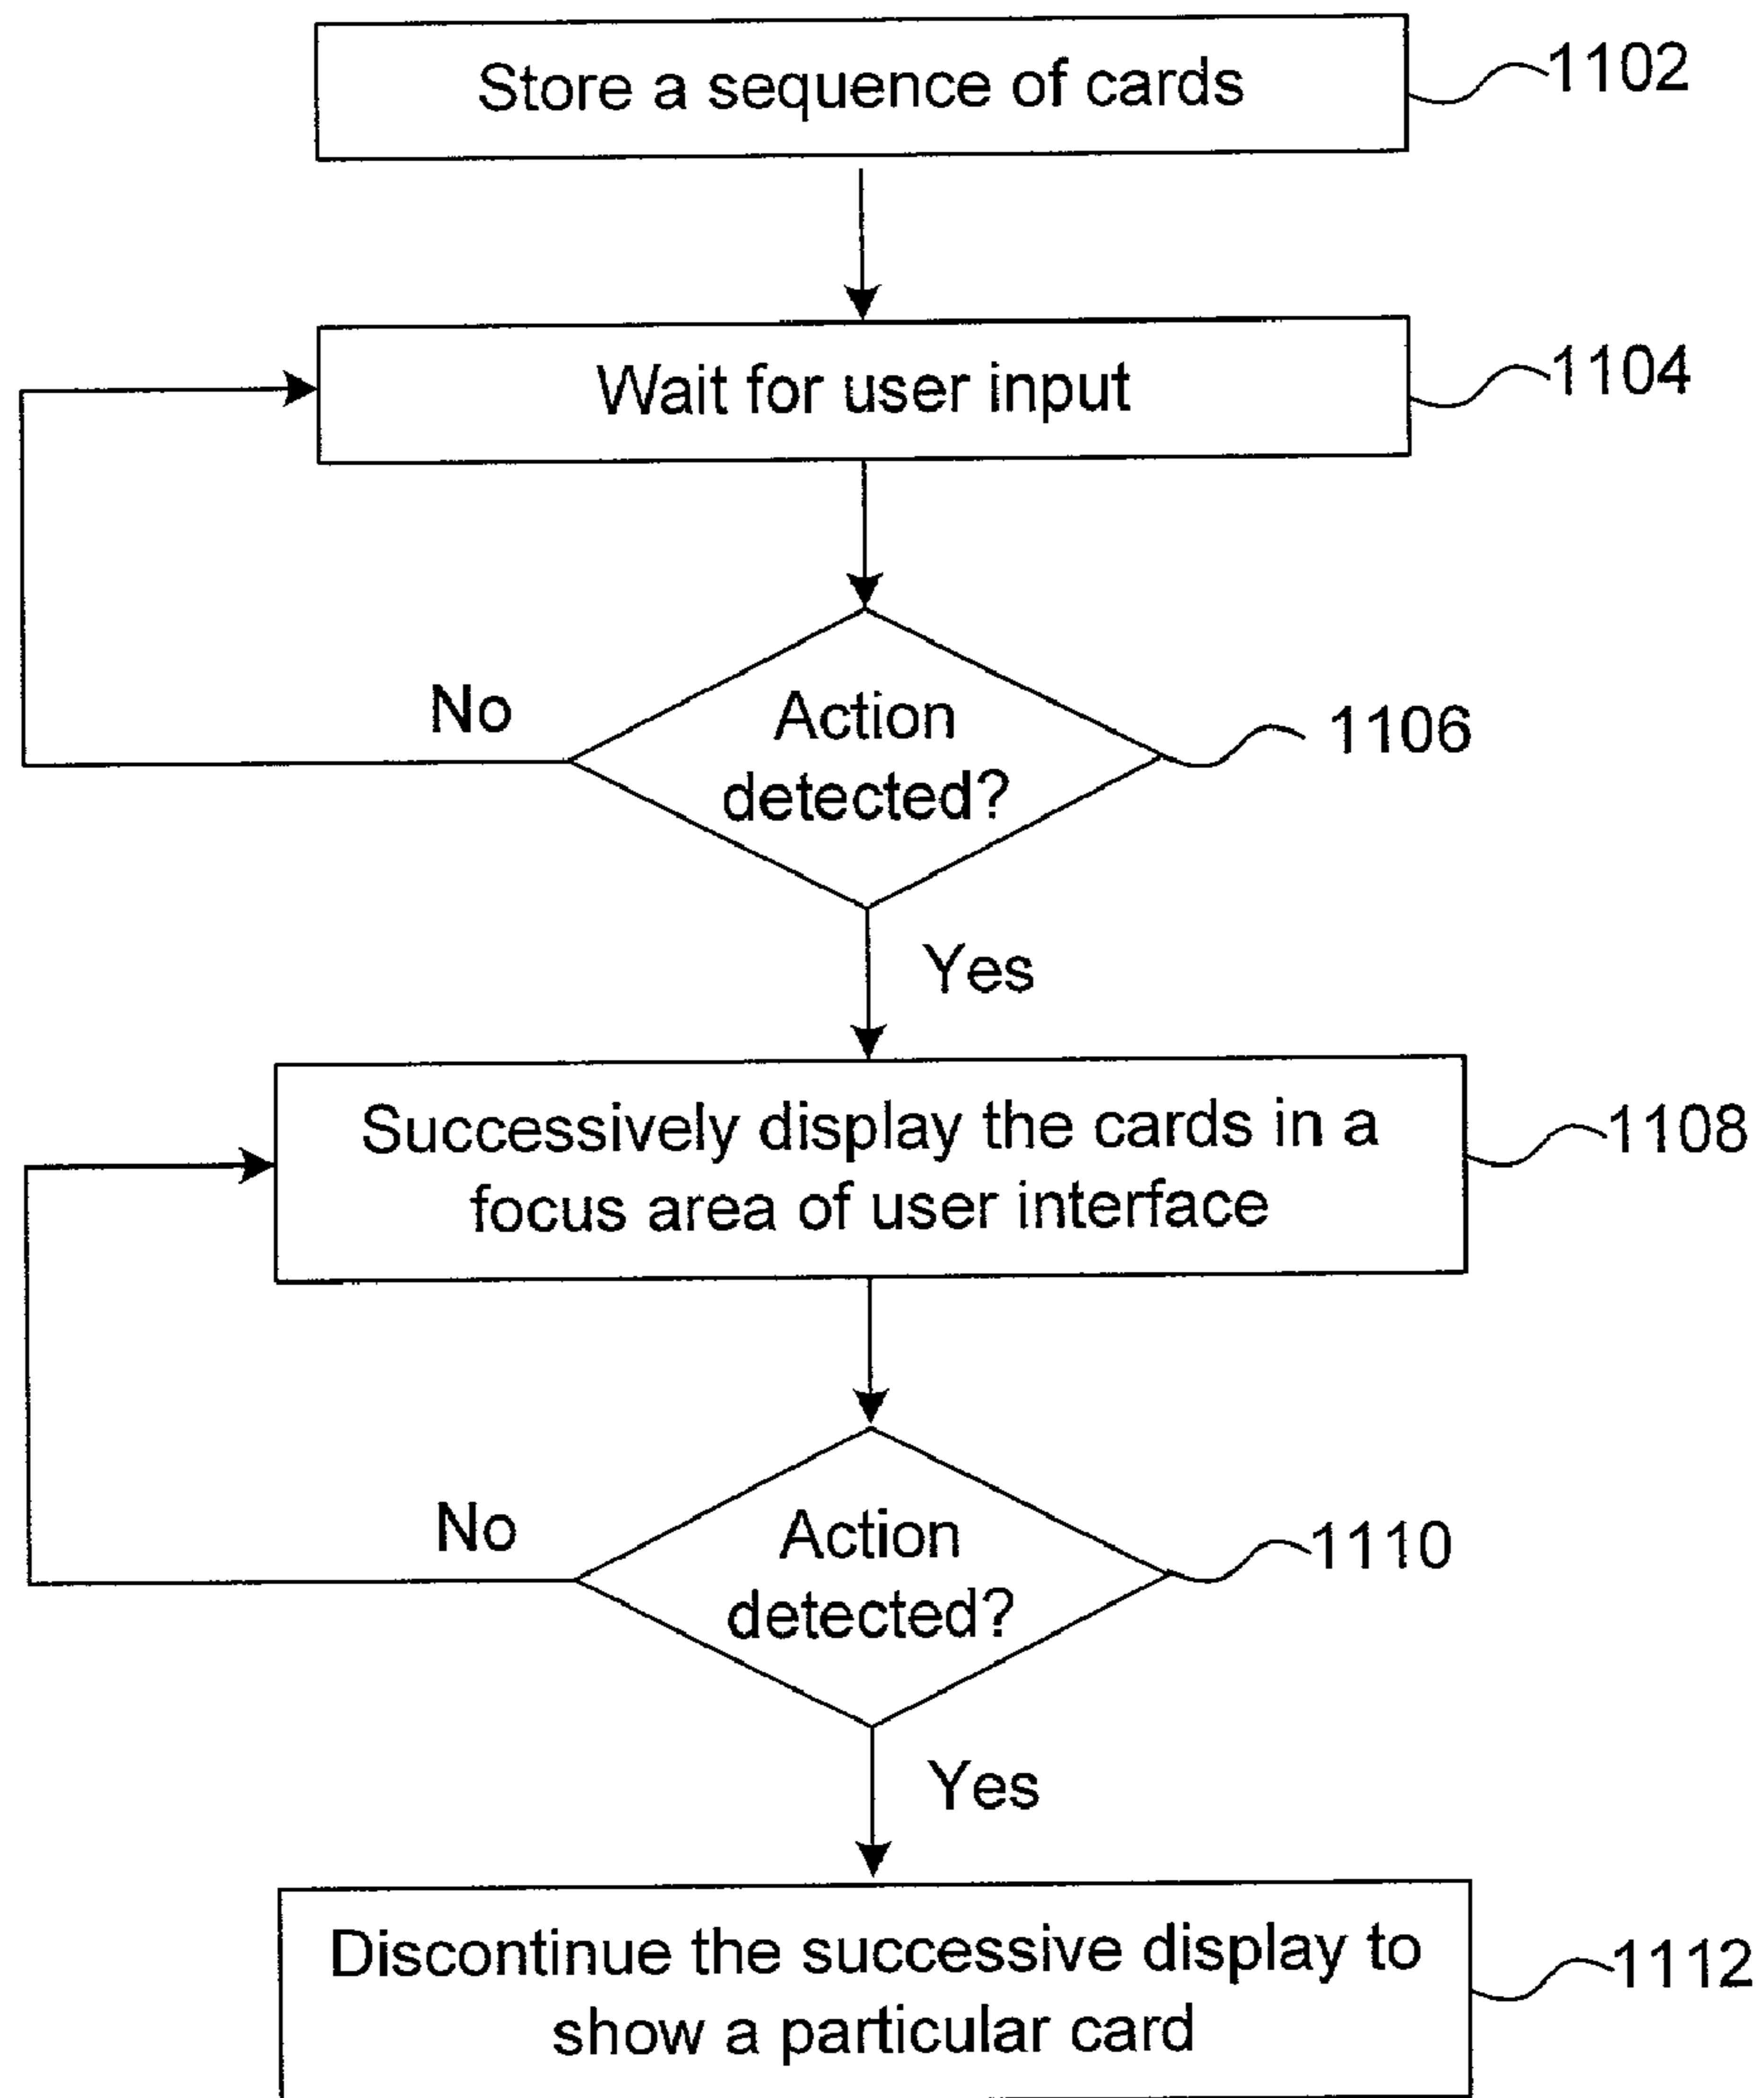 Store a sequence of cards
1102
Wait for user input
1104
Action
detected?
1106
No
Yes
Successively display the cards in a
focus area of user interface
1108
Action
detected?
1110
No
Yes
Discontinue the successive display to
show a particular card
1112